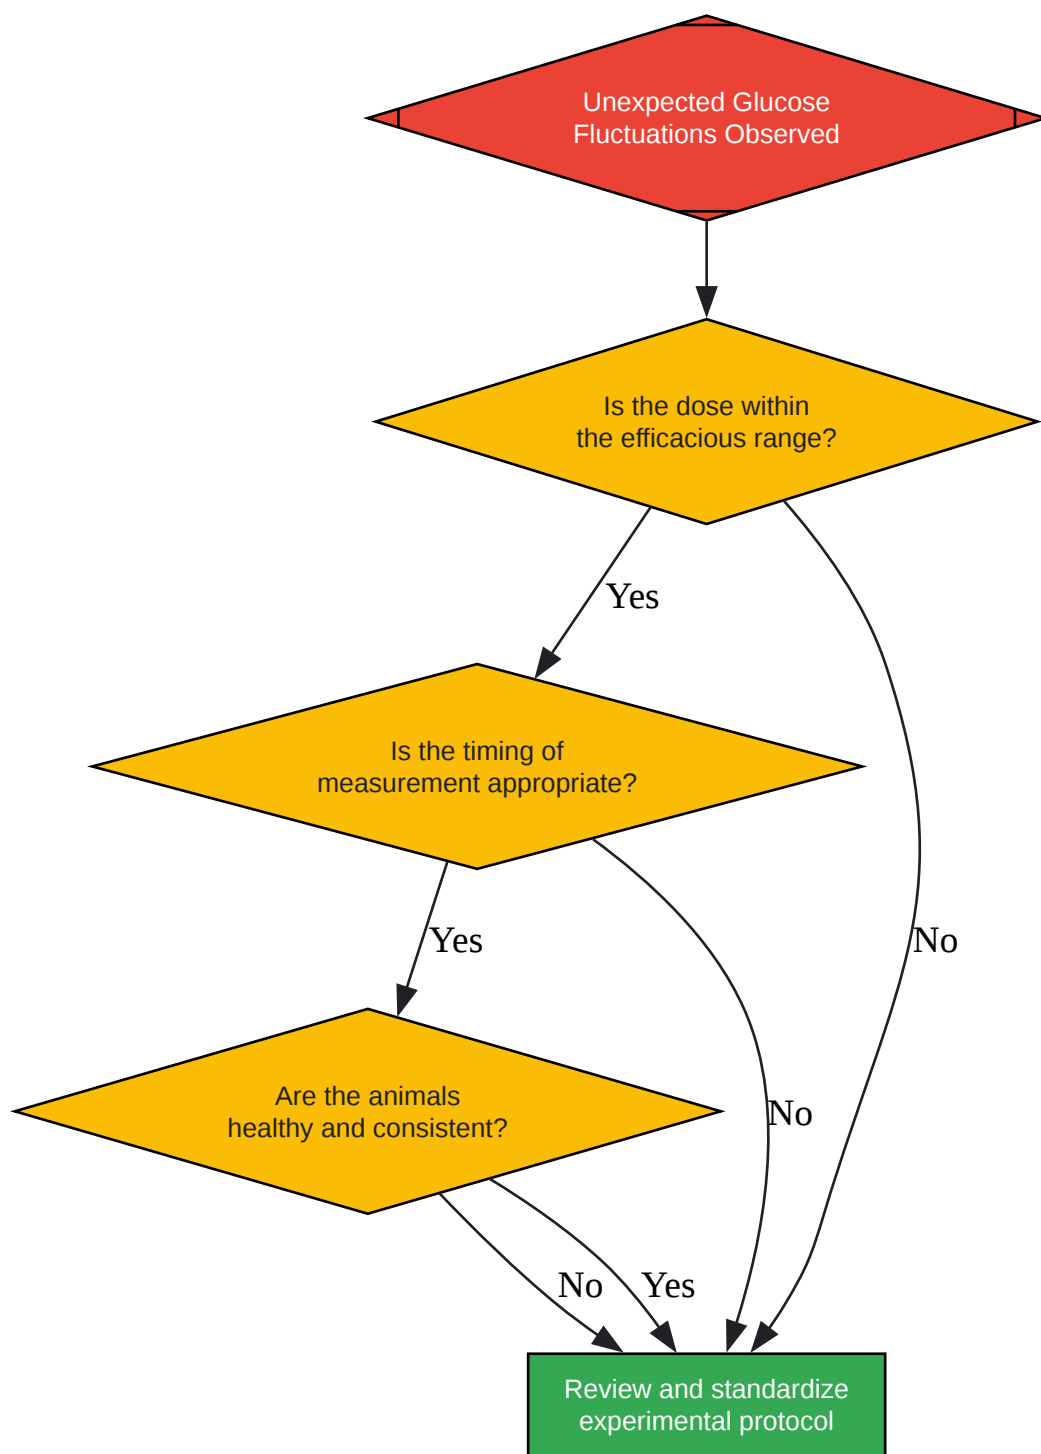 Unexpected Glucose
Fluctuations Observed
Is the dose within
the efficacious range?
Yes
Is the timing of
measurement appropriate?
Yes
No
Are the animals
healthy and consistent?
No
No
Yes
Review and standardize
experimental protocol